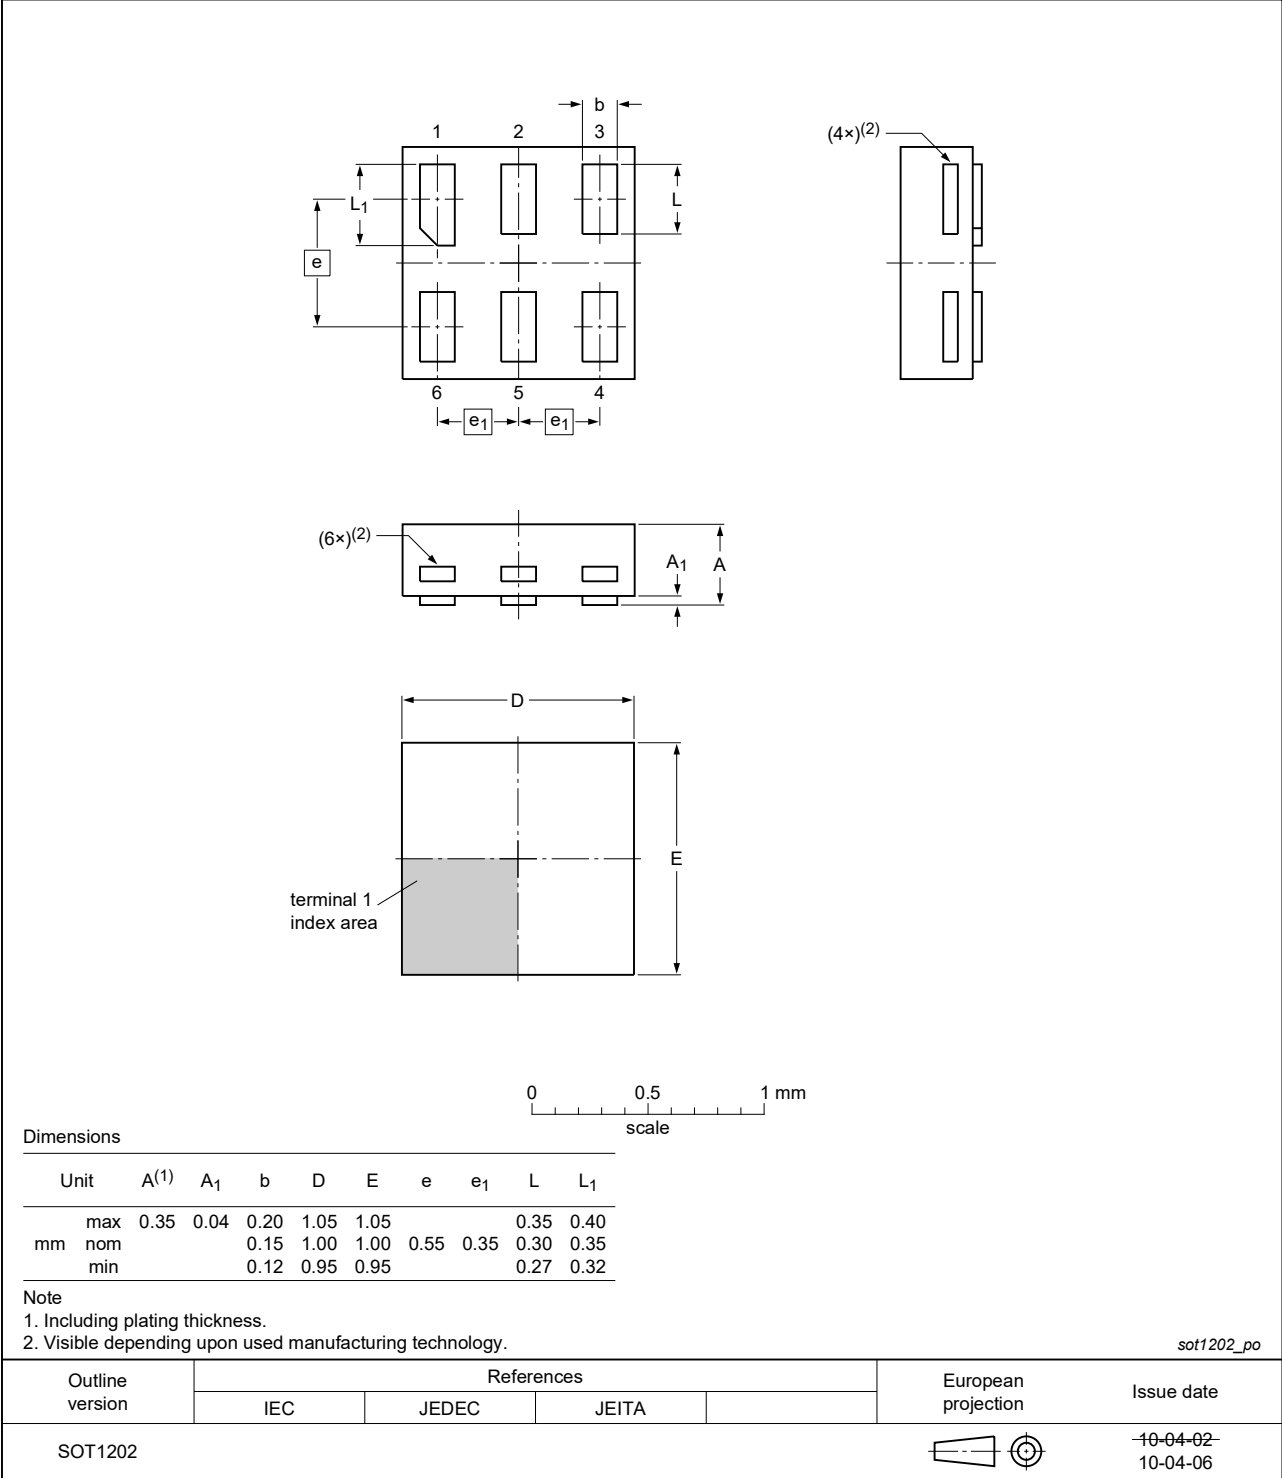 b
1 2 3
(4×)(2)
L1
L
e
6 5 4
e1 e1
(6×)(2)
A1
A
D
E
terminal 1
index area
0 0.5 1 mm
scale
Dimensions
Unit A(1) A1 b D E e e1 L L1
max 0.35 0.04 0.20 1.05 1.05 0.35 0.40
mm nom 0.15 1.00 1.00 0.55 0.35 0.30 0.35
min 0.12 0.95 0.95 0.27 0.32
Note
1. Including plating thickness.
2. Visible depending upon used manufacturing technology.
sot1202_po
Outline
version
References
IEC JEDEC JEITA
European
projection
Issue date
SOT1202
10-04-02
10-04-06